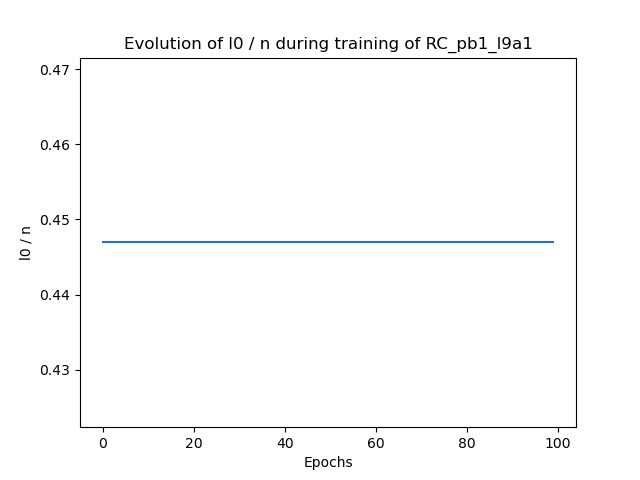 Evolution of l0 / n during training of RC_pb1_l9a1
0.47
0.46
0.45
0.44
0.43
l0 / n
0 20 40 60 80 100
Epochs